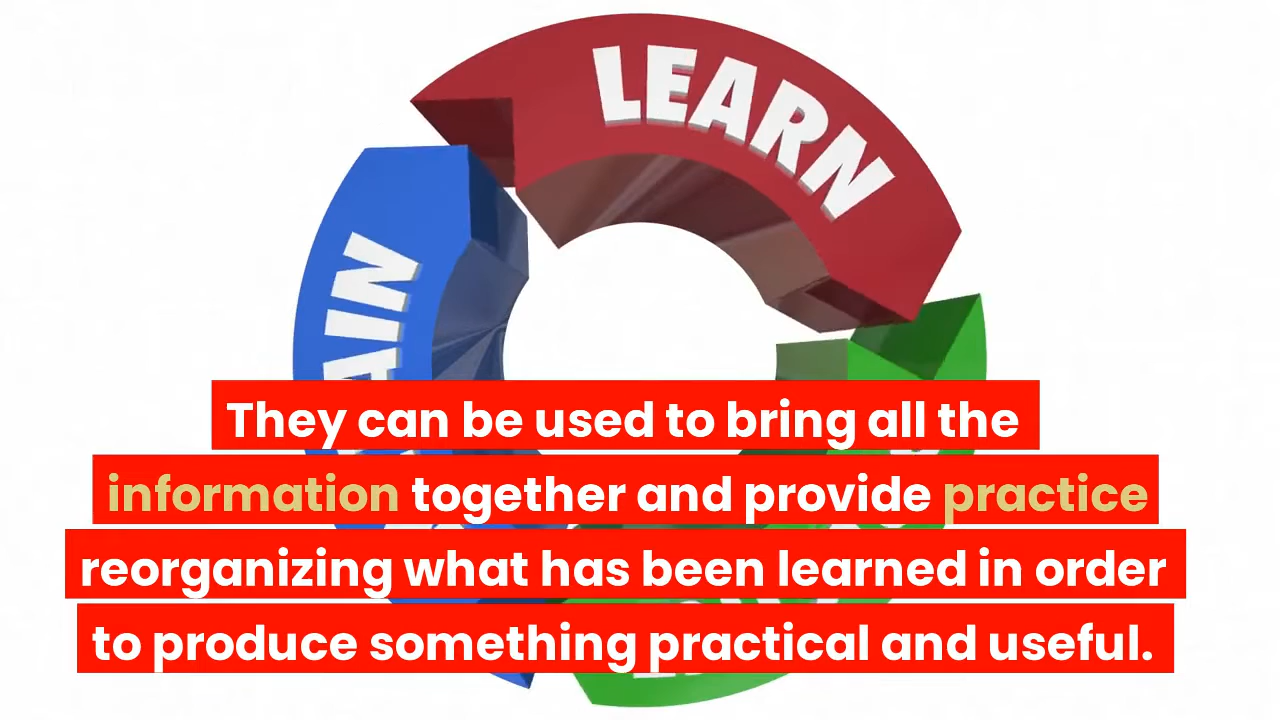 LEARN
AIN
They can be used to bring all the
information together and provide practice
reorganizing what has been learned in order
to produce something practical and useful.